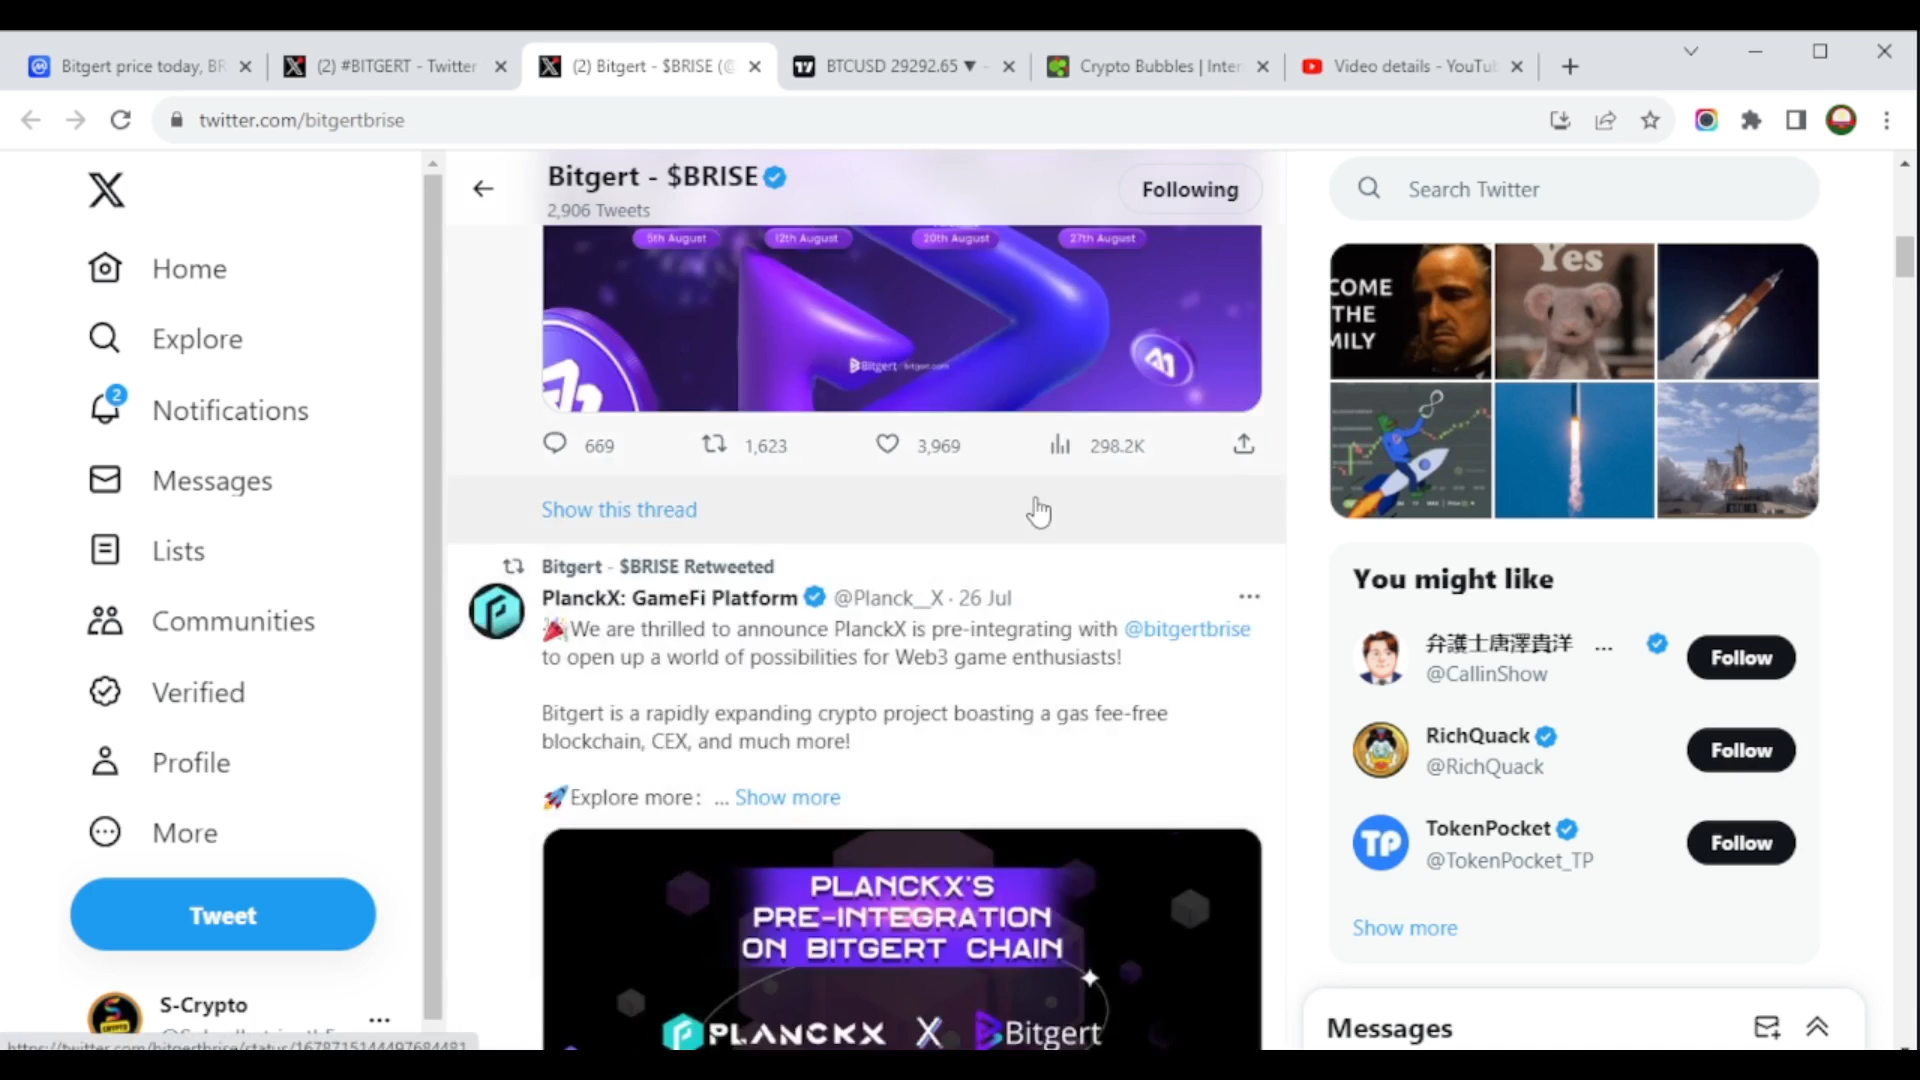 Bitgert price today, BR
(2) #BITGERT - Twitter
(2) Bitgert - $BRISE (@
BTCUSD 29292.65 ▼ -
Crypto Bubbles | Inter
Video details - YouTub
twitter.com/bitgertbrise
Home
Explore
2
Notifications
Messages
Lists
Communities
Verified
Profile
More
Tweet
S-Crypto
https://twitter.com/bitgertbrise/status/1678715144497684481
Bitgert - $BRISE
2,906 Tweets
Following
5th August 12th August 20th August 27th August
Bitgert bitgert.com
669 1,623 3,969 298.2K
Show this thread
Bitgert - $BRISE Retweeted
PlanckX: GameFi Platform @Planck__X · 26 Jul
🎉We are thrilled to announce PlanckX is pre-integrating with @bitgertbrise
to open up a world of possibilities for Web3 game enthusiasts!
Bitgert is a rapidly expanding crypto project boasting a gas fee-free
blockchain, CEX, and much more!
🚀Explore more: ... Show more
PLANCKX'S
PRE-INTEGRATION
ON BITGERT CHAIN
PLANCKX X Bitgert
Search Twitter
COME
THE
MILY
Yes
You might like
弁護士唐澤貴洋 ...
@CallinShow
Follow
RichQuack
@RichQuack
Follow
TokenPocket
@TokenPocket_TP
TP
Follow
Show more
Messages